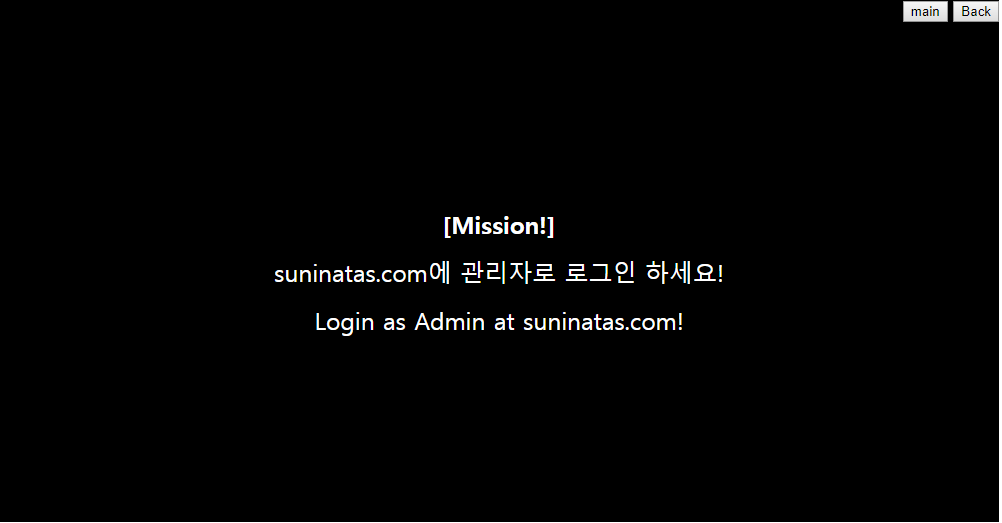 main Back
[Mission!]
suninatas.com에 관리자로 로그인 하세요!
Login as Admin at suninatas.com!